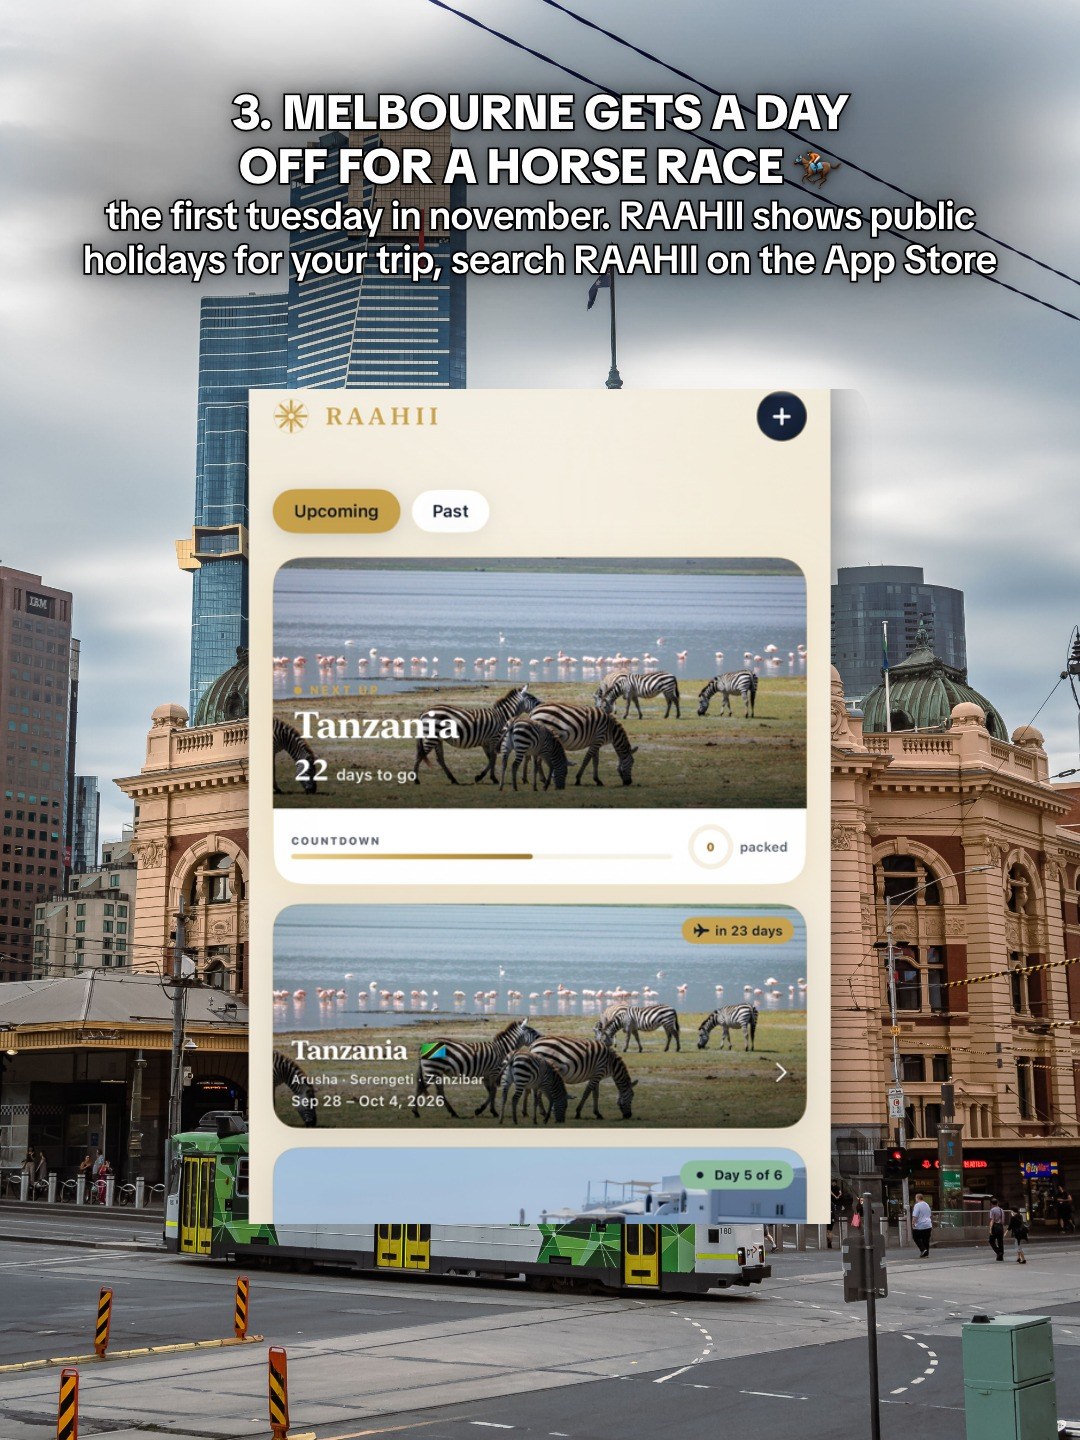 3. MELBOURNE GETS A DAY
OFF FOR A HORSE RACE 🏇
the first tuesday in november. RAAHII shows public
holidays for your trip, search RAAHII on the App Store
RAAHII
Upcoming
Past
NEXT UP
Tanzania
22 days to go
COUNTDOWN
0 packed
in 23 days
Tanzania 🇹🇿
Arusha · Serengeti · Zanzibar
Sep 28 – Oct 4, 2026
Day 5 of 6
IBM
180